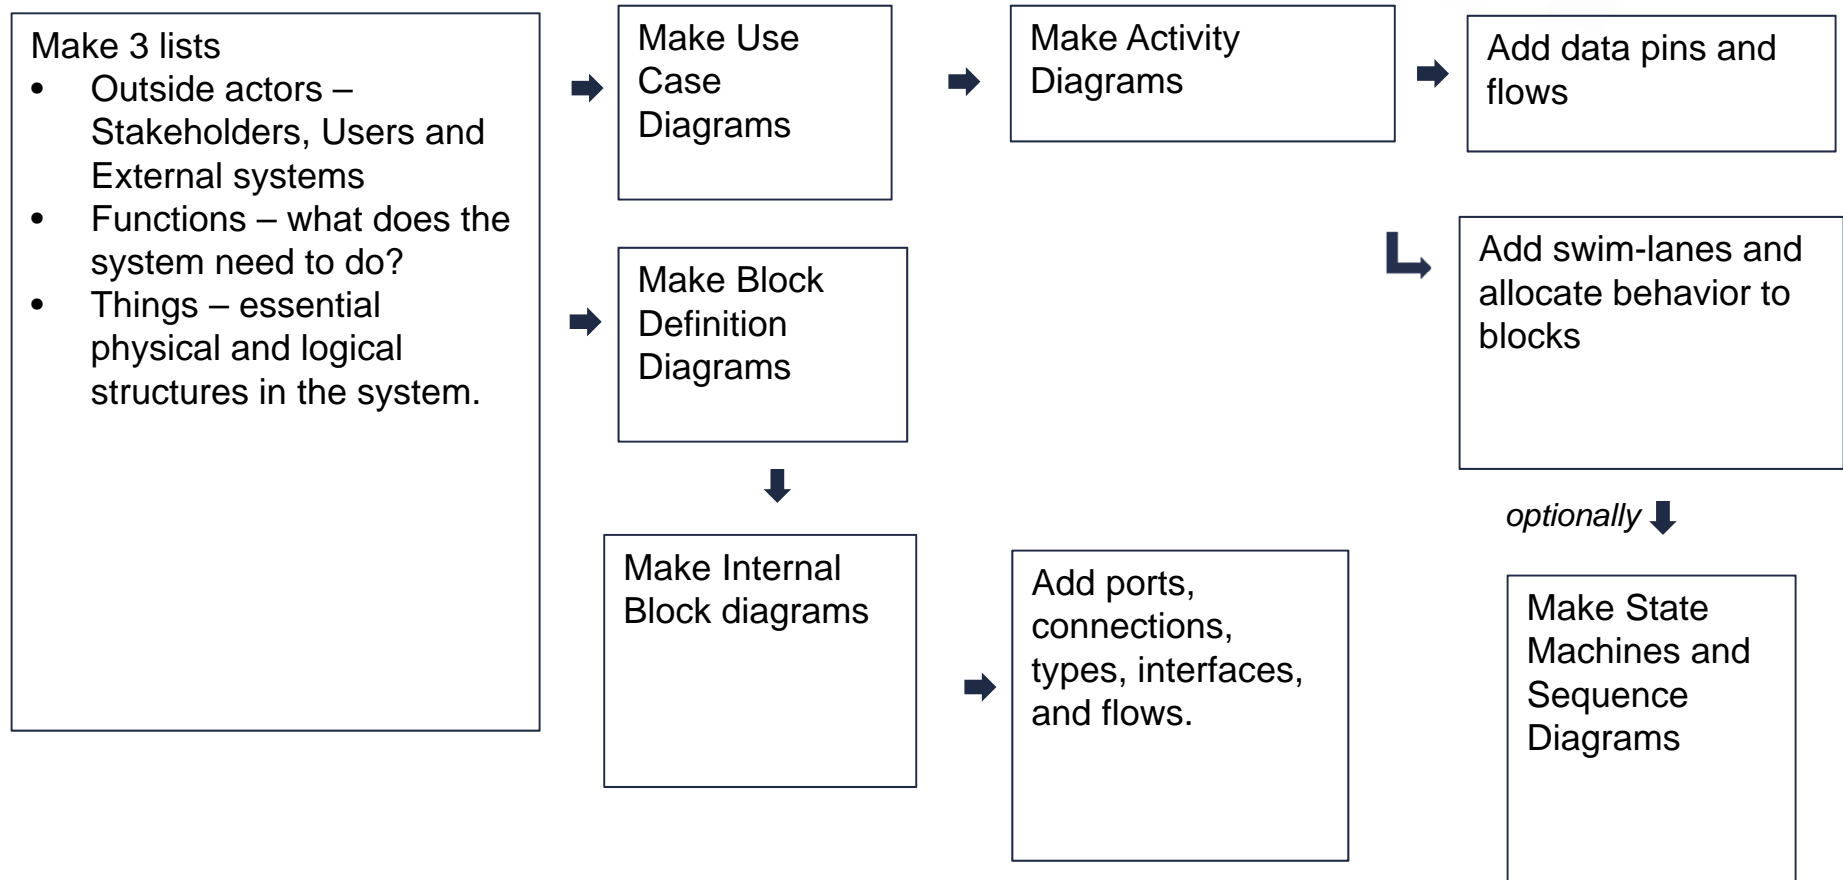 Make 3 lists
• Outside actors –
Stakeholders, Users and
External systems
• Functions – what does the
system need to do?
• Things – essential
physical and logical
structures in the system.
Make Use
Case
Diagrams
Make Activity
Diagrams
Add data pins and
flows
Make Block
Definition
Diagrams
Add swim-lanes and
allocate behavior to
blocks
optionally
Make Internal
Block diagrams
Add ports,
connections,
types, interfaces,
and flows.
Make State
Machines and
Sequence
Diagrams